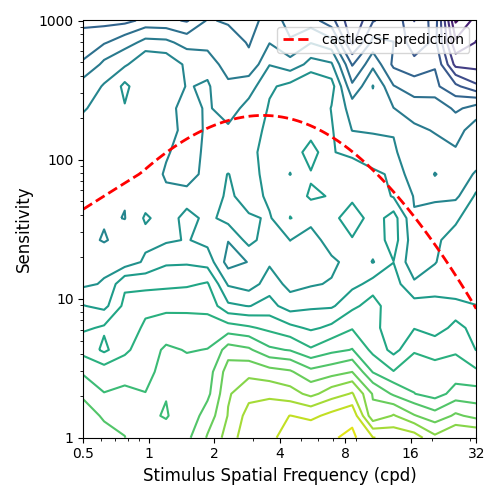 1000
castleCSF prediction
100
10
1
Sensitivity
0.5 1 2 4 8 16 32
Stimulus Spatial Frequency (cpd)